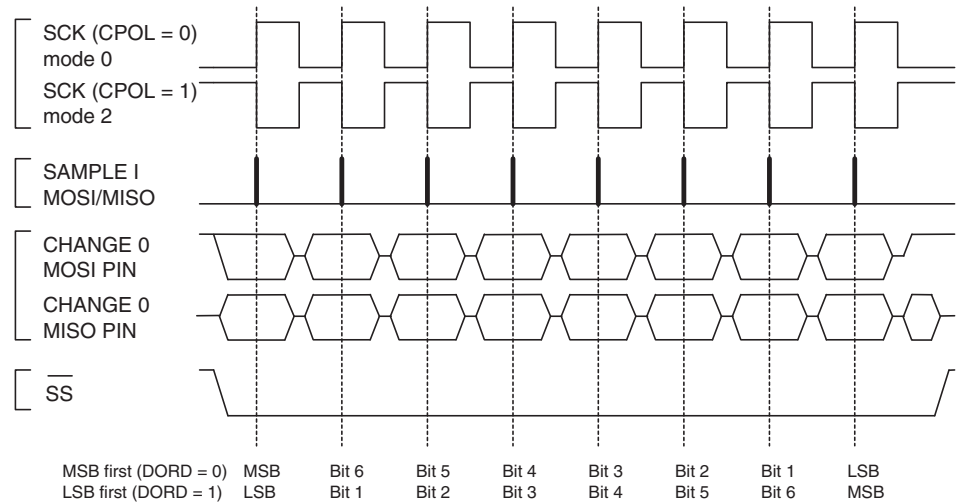 SCK (CPOL = 0)
mode 0
SCK (CPOL = 1)
mode 2
SAMPLE I
MOSI/MISO
CHANGE 0
MOSI PIN
CHANGE 0
MISO PIN
SS
MSB first (DORD = 0) MSB Bit 6 Bit 5 Bit 4 Bit 3 Bit 2 Bit 1 LSB
LSB first (DORD = 1) LSB Bit 1 Bit 2 Bit 3 Bit 4 Bit 5 Bit 6 MSB